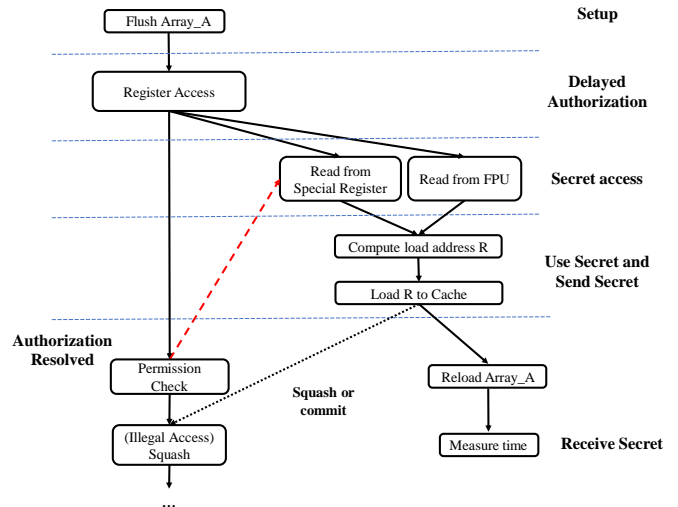 Flush Array_A
Setup
Register Access
Delayed
Authorization
Read from
Special Register
Read from FPU
Secret access
Compute load address R
Use Secret and
Send Secret
Load R to Cache
Authorization
Resolved
Permission
Check
Squash or
commit
Reload Array_A
(Illegal Access)
Squash
Measure time
Receive Secret
...